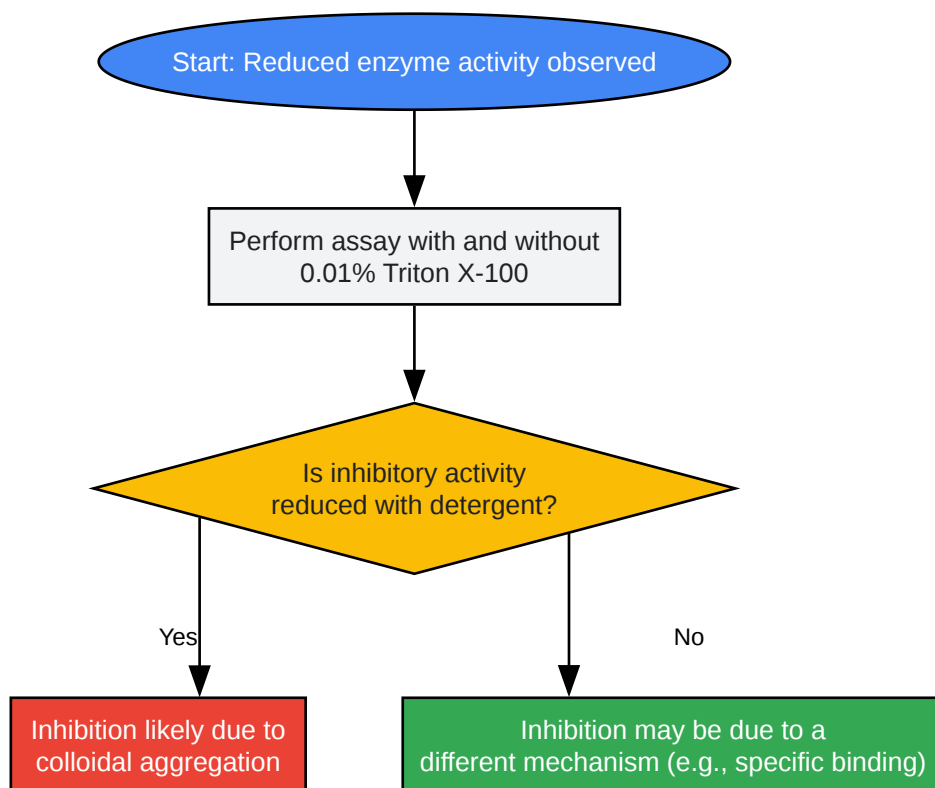 Start: Reduced enzyme activity observed
Perform assay with and without
0.01% Triton X-100
Is inhibitory activity
reduced with detergent?
Yes
No
Inhibition likely due to
colloidal aggregation
Inhibition may be due to a
different mechanism (e.g., specific binding)